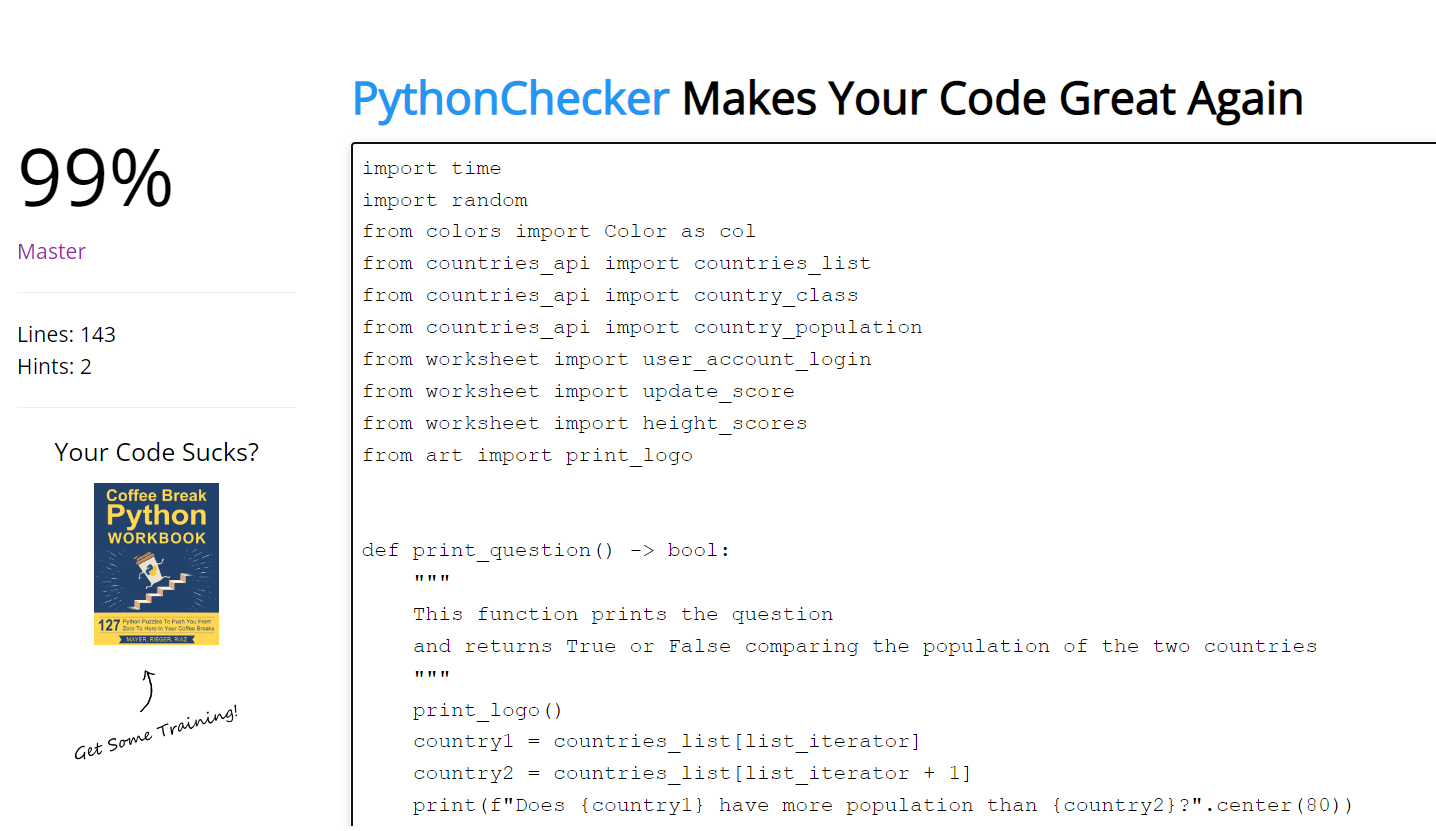 PythonChecker Makes Your Code Great Again
99%
Master
Lines: 143
Hints: 2
Your Code Sucks?
Coffee Break
Python
WORKBOOK
127 Python Puzzles To Push You From
Zero To Hero in Your Coffee Breaks
MAYER, RIEGER, RIAZ
Get Some Training!
import time
import random
from colors import Color as col
from countries_api import countries_list
from countries_api import country_class
from countries_api import country_population
from worksheet import user_account_login
from worksheet import update_score
from worksheet import height_scores
from art import print_logo
def print_question() -> bool:
"""
This function prints the question
and returns True or False comparing the population of the two countries
"""
print_logo()
country1 = countries_list[list_iterator]
country2 = countries_list[list_iterator + 1]
print(f"Does {country1} have more population than {country2}?".center(80))